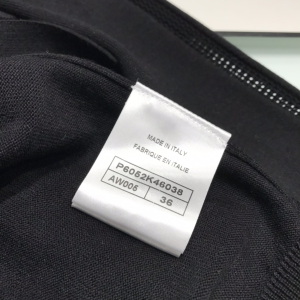 MADE IN ITALY
FABRIQUE EN ITALIE
P6052K46038
AW005 36